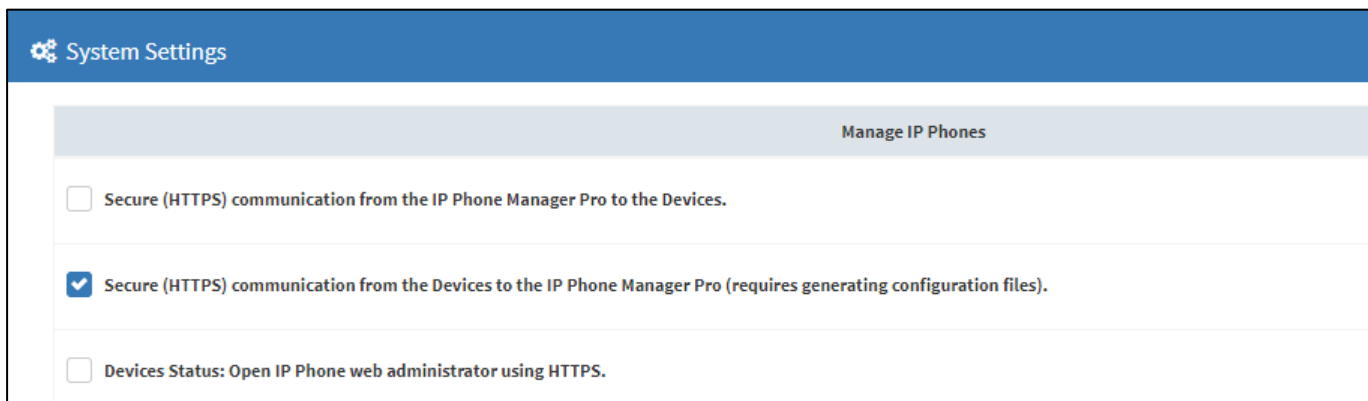 System Settings
Manage IP Phones
Secure (HTTPS) communication from the IP Phone Manager Pro to the Devices.
Secure (HTTPS) communication from the Devices to the IP Phone Manager Pro (requires generating configuration files).
Devices Status: Open IP Phone web administrator using HTTPS.